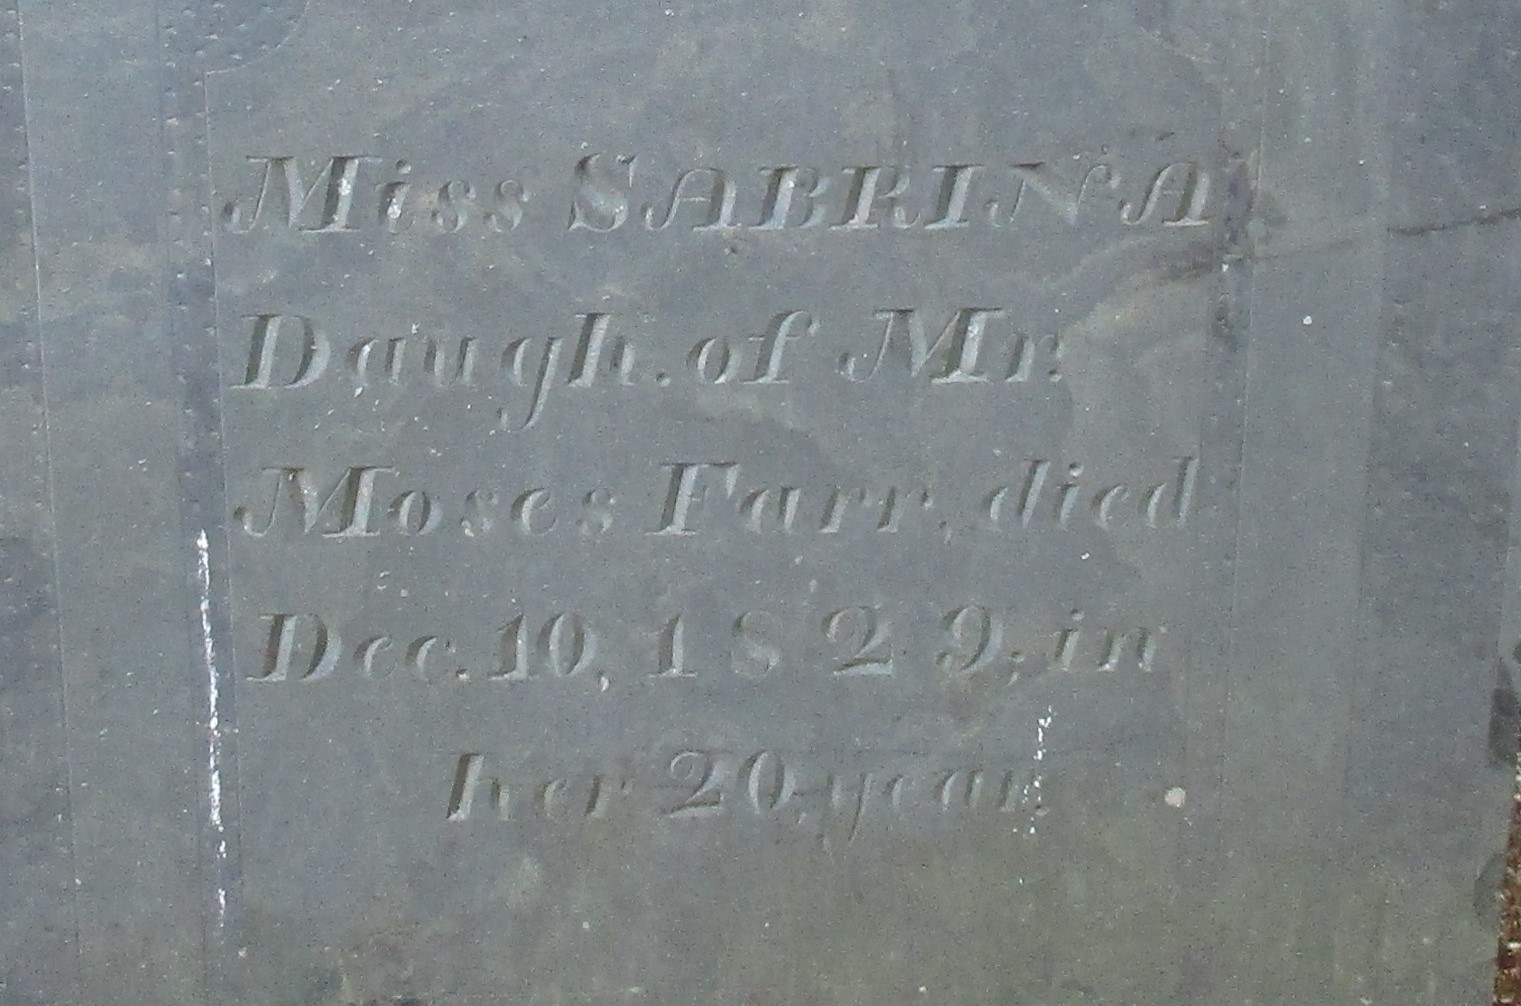 Miss SABRINA
Daugh. of Mr.
Moses Farr, died
Dec. 10, 1829; in
her 20, year.